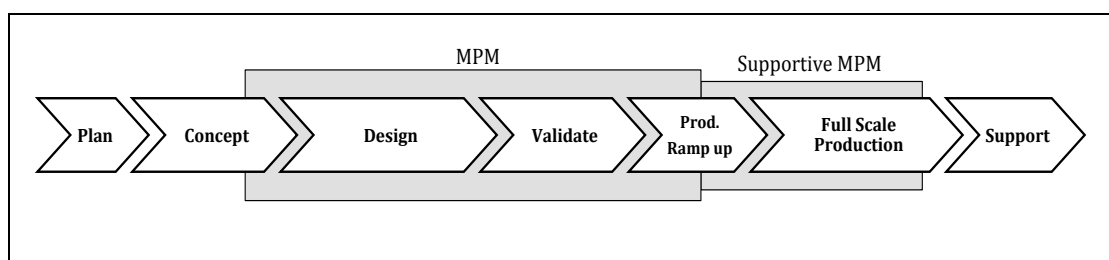 MPM
Supportive MPM
Plan
Concept
Design
Validate
Prod.
Ramp up
Full Scale
Production
Support